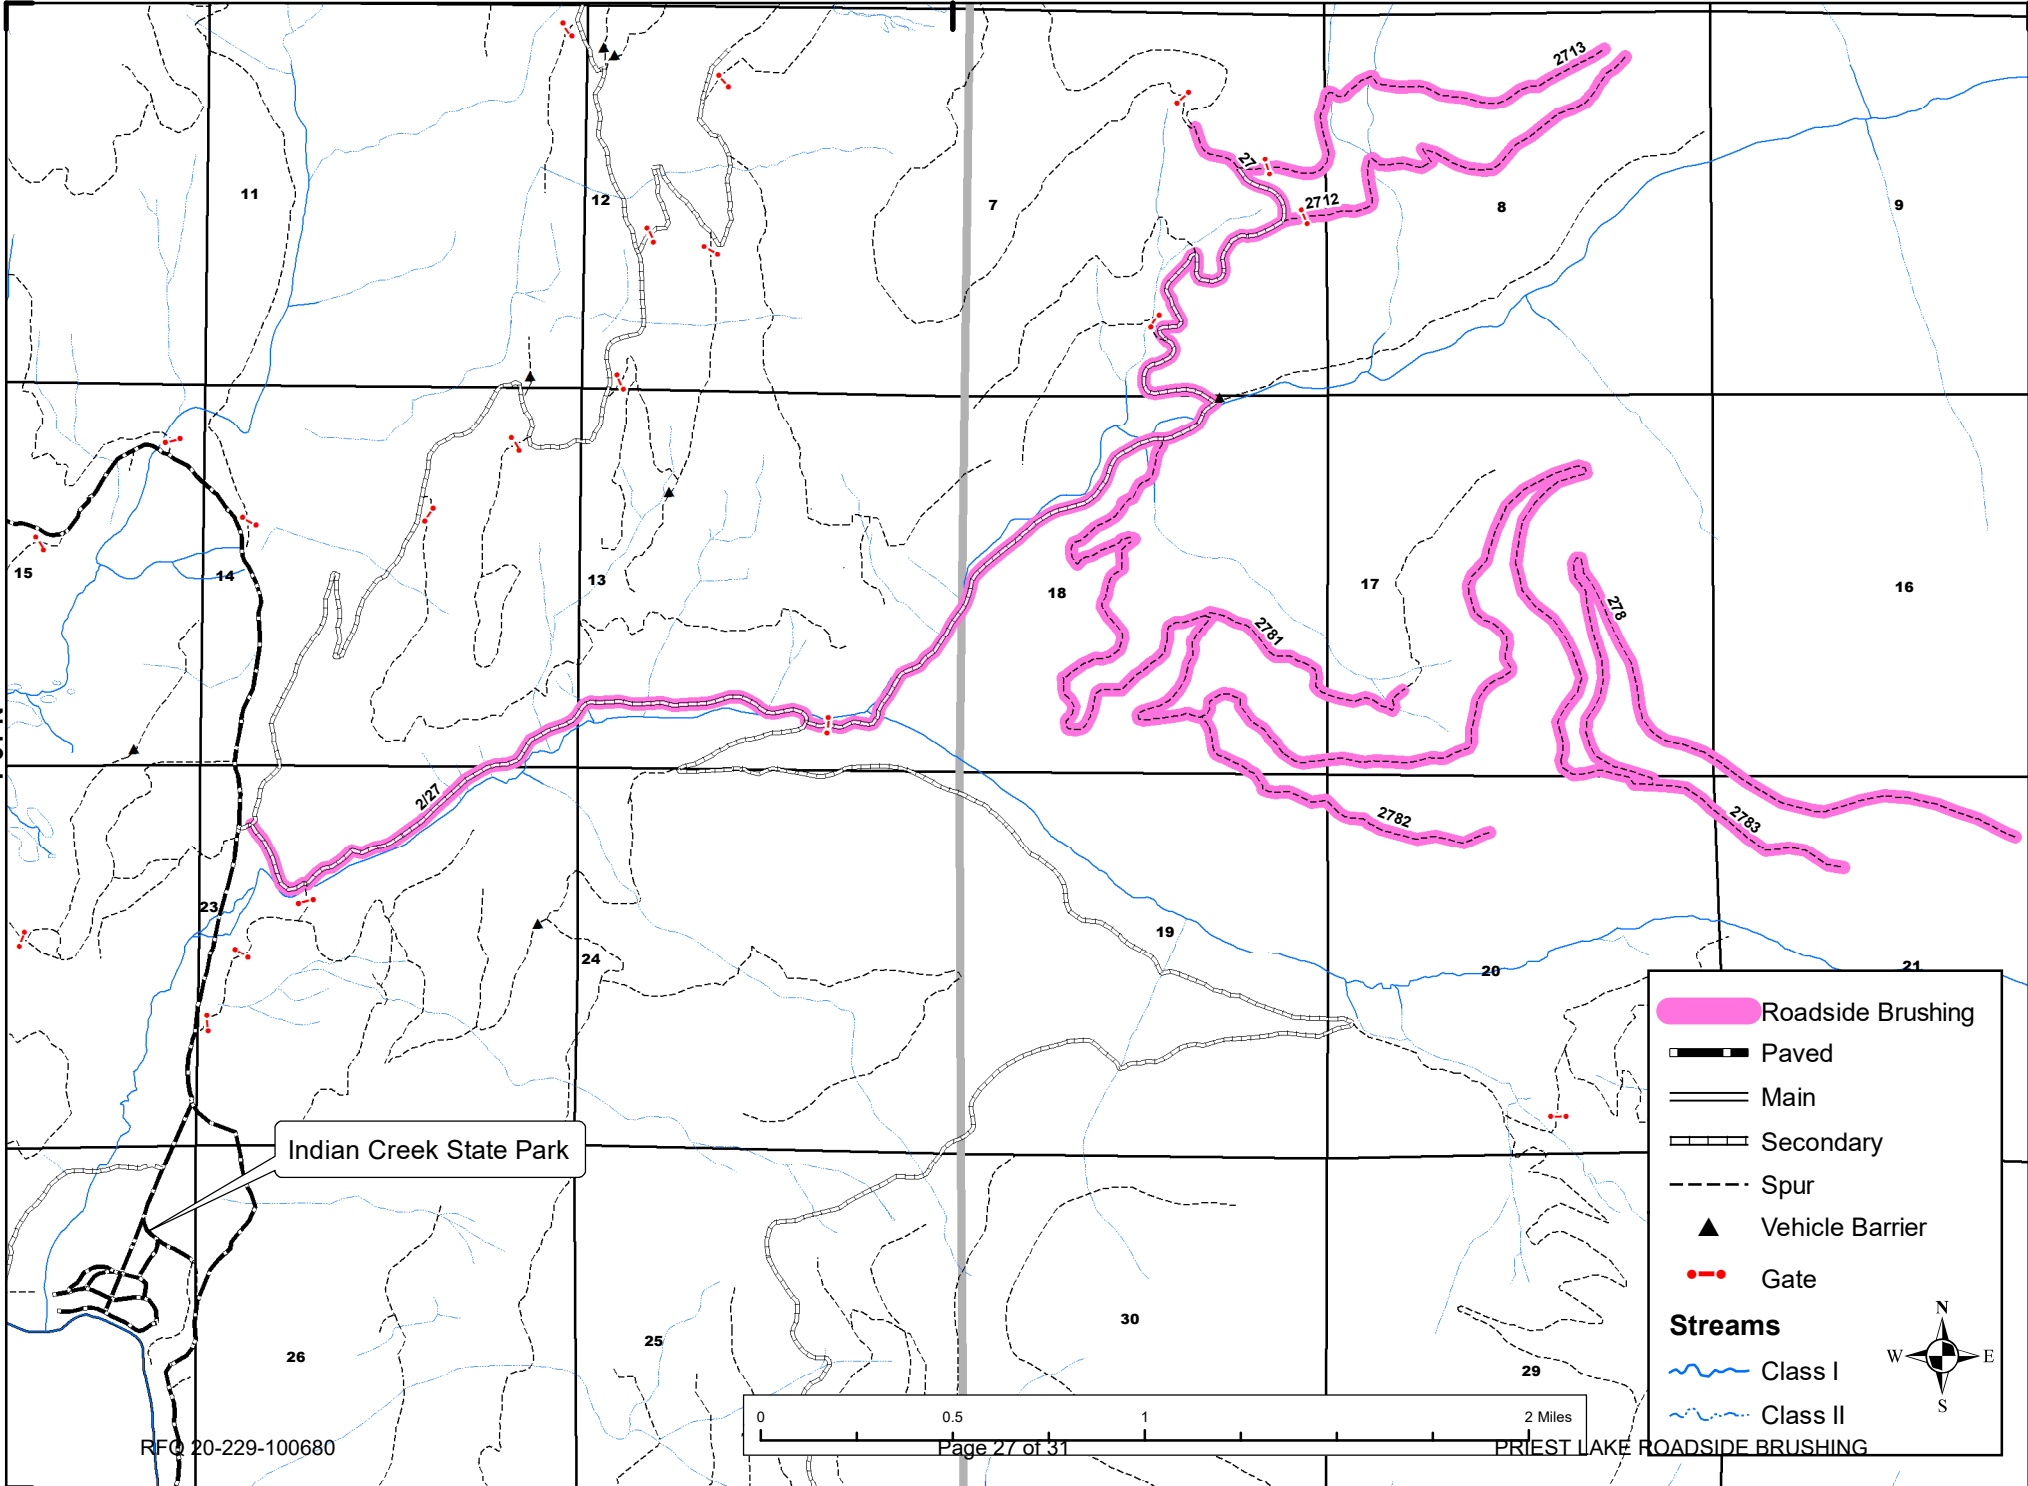 2713
27
11
12
7
2712
8
9
15
14
13
18
17
278
16
2781
2/27
2782
2783
23
24
19
20
21
Roadside Brushing
Paved
Main
Secondary
Spur
Vehicle Barrier
Gate
Streams
Class I
Class II
N
W E
S
Indian Creek State Park
26
25
30
29
0 0.5 1 2 Miles
RFQ 20-229-100680
Page 27 of 31
PRIEST LAKE ROADSIDE BRUSHING